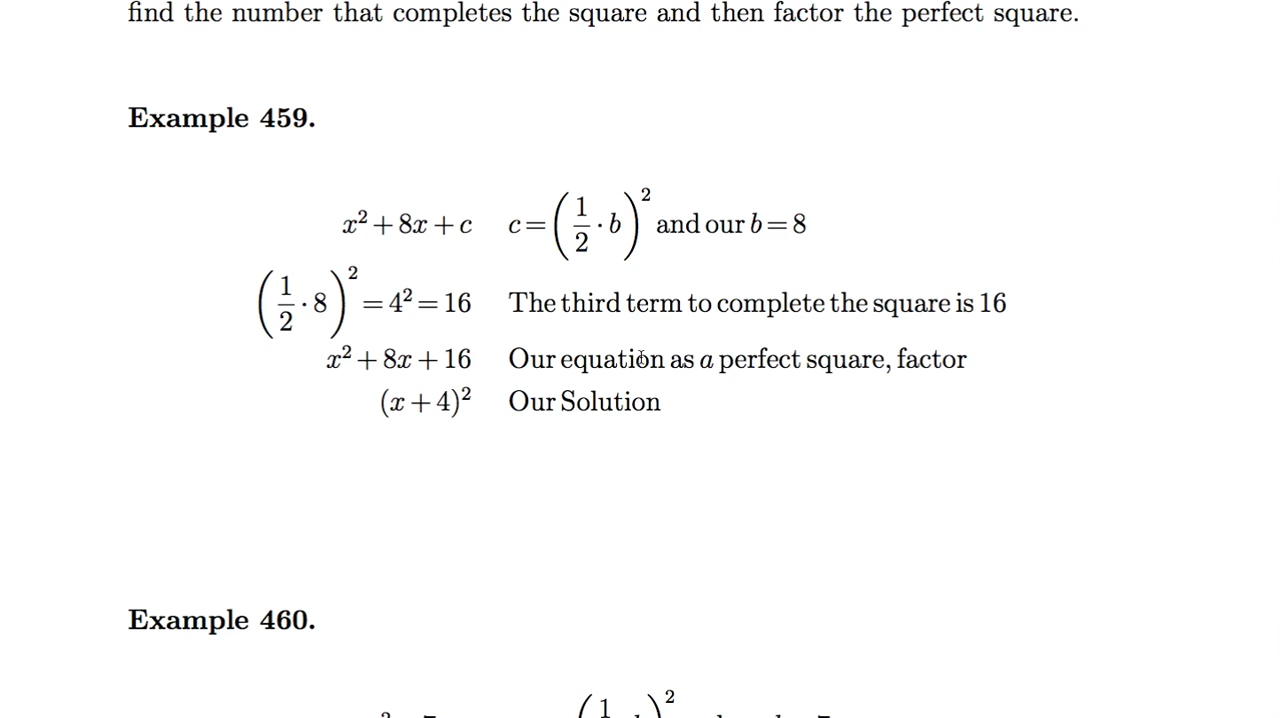 find the number that completes the square and then factor the perfect square.
Example 459.
x² + 8x + c   c = (1/2 · b)² and our b = 8
(1/2 · 8)² = 4² = 16   The third term to complete the square is 16
x² + 8x + 16   Our equation as a perfect square, factor
(x + 4)²   Our Solution
Example 460.